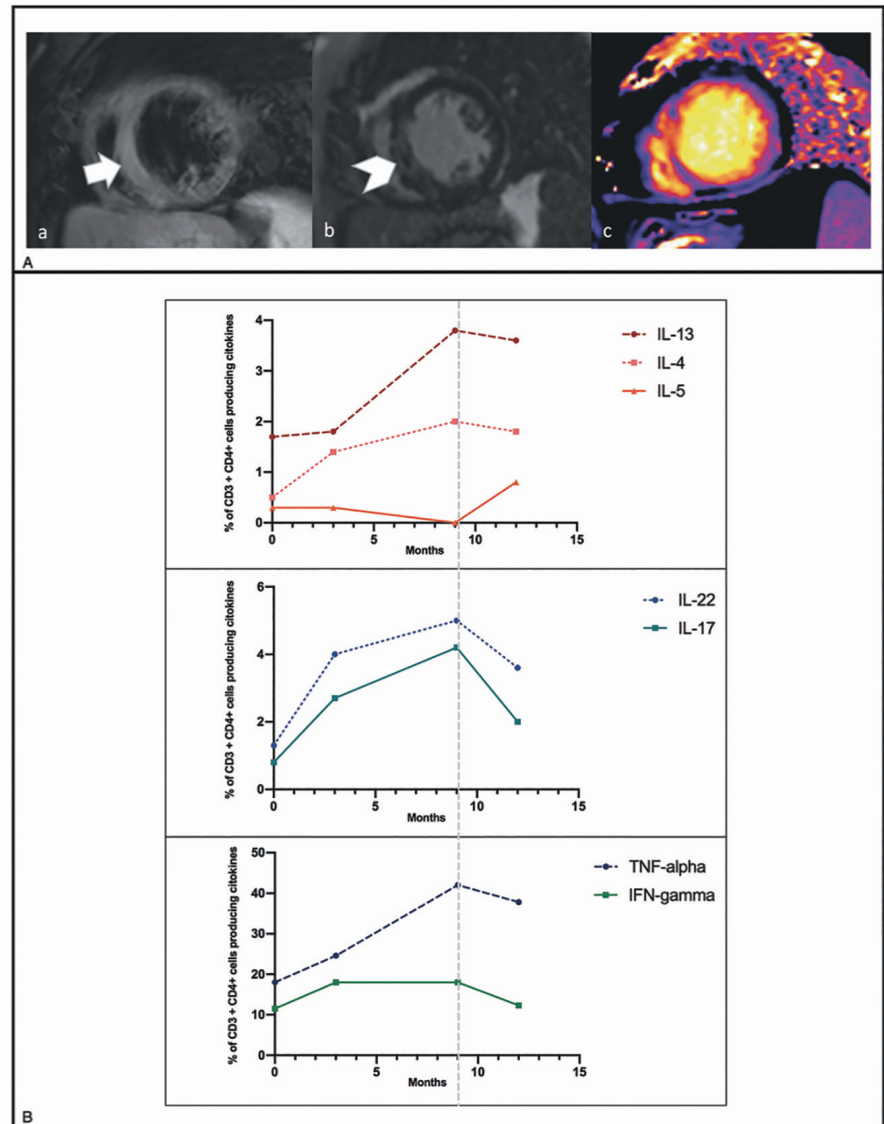 a
b
c
A
4
3
2
1
0
0
5
10
15
% of CD3 + CD4+ cells producing citokines
Months
IL-13
IL-4
IL-5
6
4
2
0
0
5
10
15
% of CD3 + CD4+ cells producing citokines
Months
IL-22
IL-17
50
40
30
20
10
0
0
5
10
15
% of CD3 + CD4+ cells producing citokines
Months
TNF-alpha
IFN-gamma
B